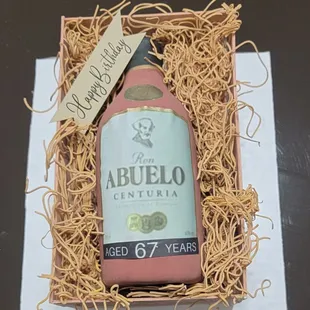 Happy Birthday
Ron
ABUELO
CENTURIA
AGED 67 YEARS